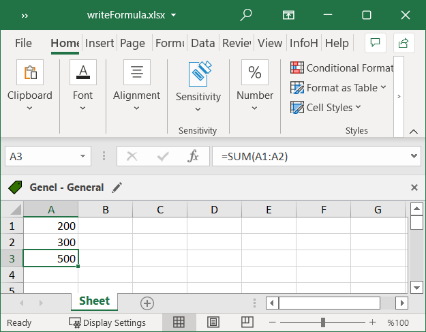 ›› writeFormula.xlsx
File Home Insert Page Formu Data Review View InfoH Help
Clipboard Font Alignment Sensitivity Number Conditional Format
Format as Table
Cell Styles
Sensitivity Styles
A3 fx =SUM(A1:A2)
Genel - General
A B C D E F G
1 200
2 300
3 500
4
5
Sheet
Ready Display Settings %100